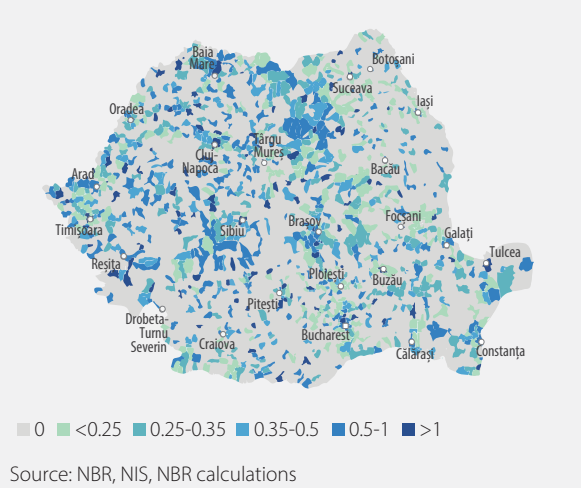 Baia
Mare
Botoșani
Suceava
Oradea
Iași
Târgu
Mureș
Cluj-
Napoca
Bacău
Arad
Timișoara
Sibiu
Brașov
Focșani
Galați
Tulcea
Reșița
Ploiești
Buzău
Pitești
Drobeta-
Turnu
Severin
Craiova
Bucharest
Călărași
Constanța
0 <0.25 0.25-0.35 0.35-0.5 0.5-1 >1
Source: NBR, NIS, NBR calculations